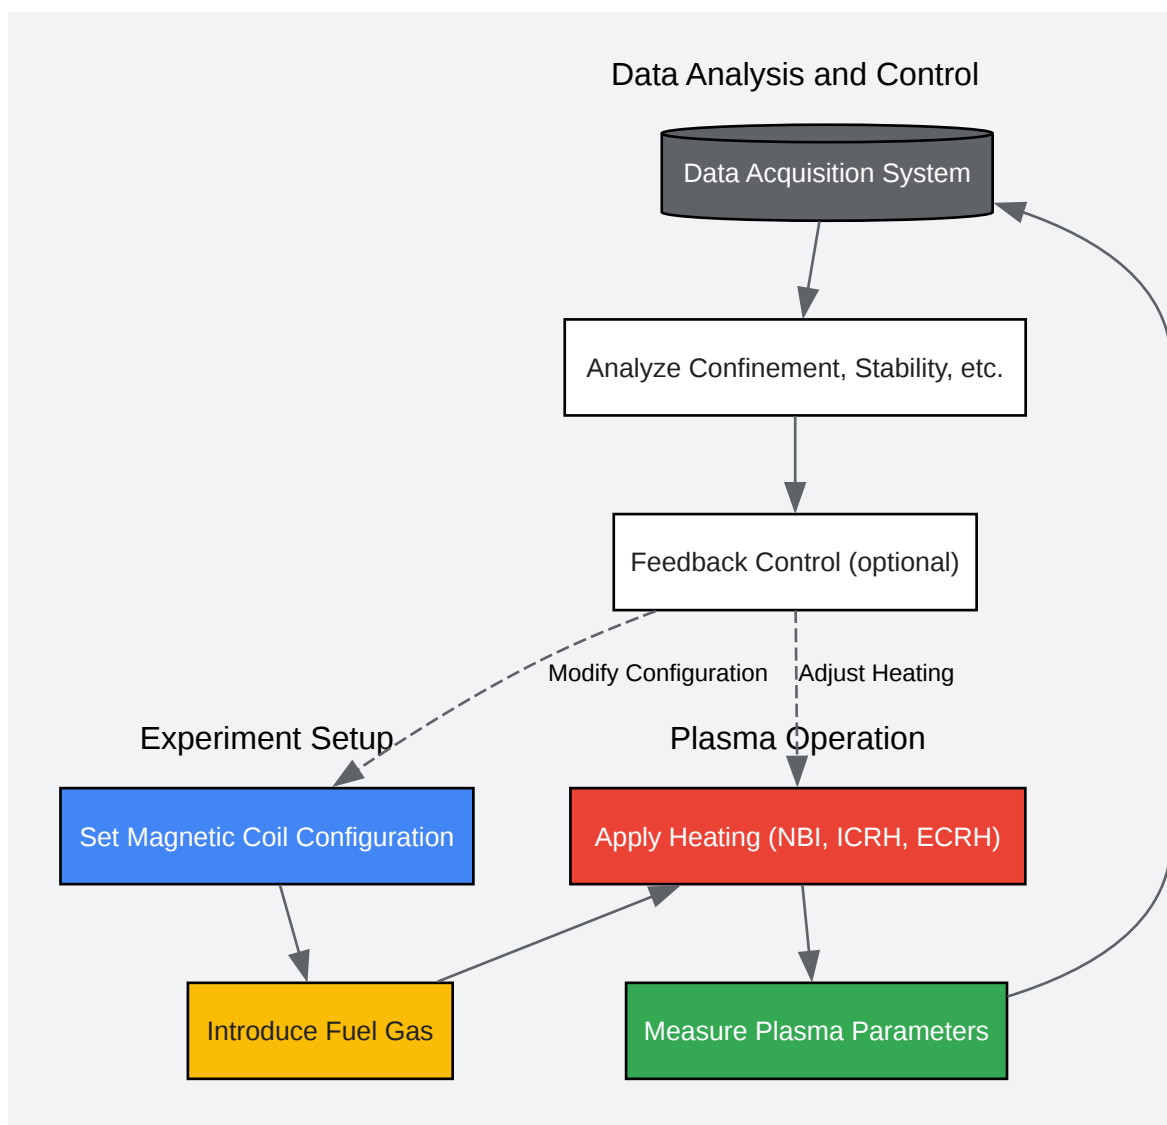 Data Analysis and Control
Data Acquisition System
Analyze Confinement, Stability, etc.
Feedback Control (optional)
Modify Configuration
Adjust Heating
Experiment Setup
Plasma Operation
Set Magnetic Coil Configuration
Apply Heating (NBI, ICRH, ECRH)
Introduce Fuel Gas
Measure Plasma Parameters